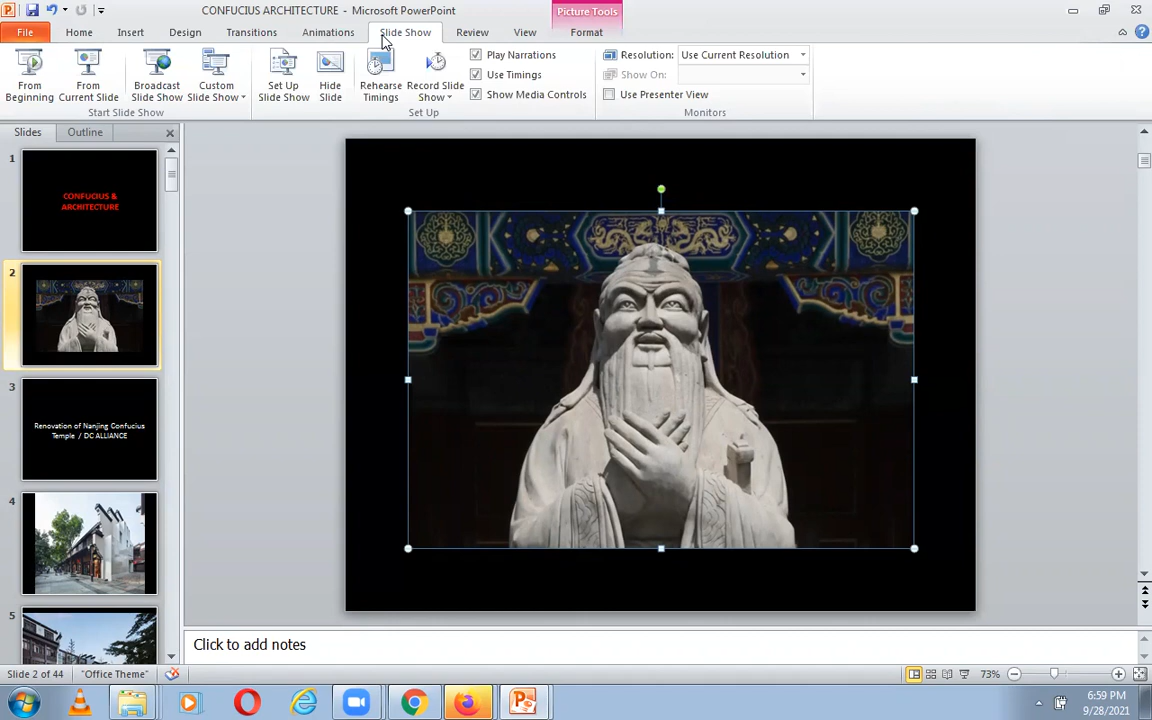 CONFUCIUS ARCHITECTURE - Microsoft PowerPoint
Picture Tools
File
Home
Insert
Design
Transitions
Animations
Slide Show
Review
View
Format
From Beginning
From Current Slide
Broadcast Slide Show
Custom Slide Show
Set Up Slide Show
Hide Slide
Rehearse Timings
Record Slide Show
Play Narrations
Use Timings
Show Media Controls
Resolution:
Use Current Resolution
Show On:
Use Presenter View
Start Slide Show
Set Up
Monitors
Slides
Outline
1
CONFUCIUS &
ARCHITECTURE
2
3
Renovation of Nanjing Confucius
Temple / DC ALLIANCE
4
5
Click to add notes
Slide 2 of 44
"Office Theme"
73%
6:59 PM
9/28/2021